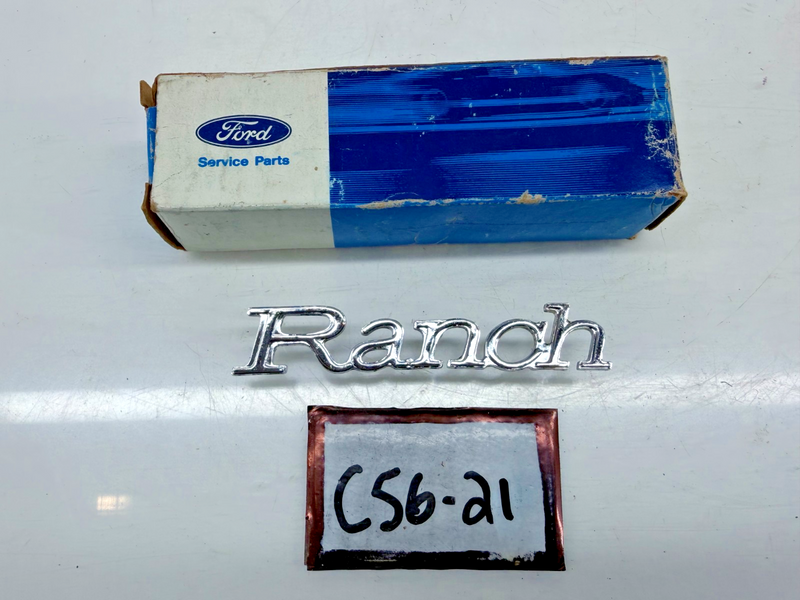 Ford
Service Parts
Ranch
C56-21